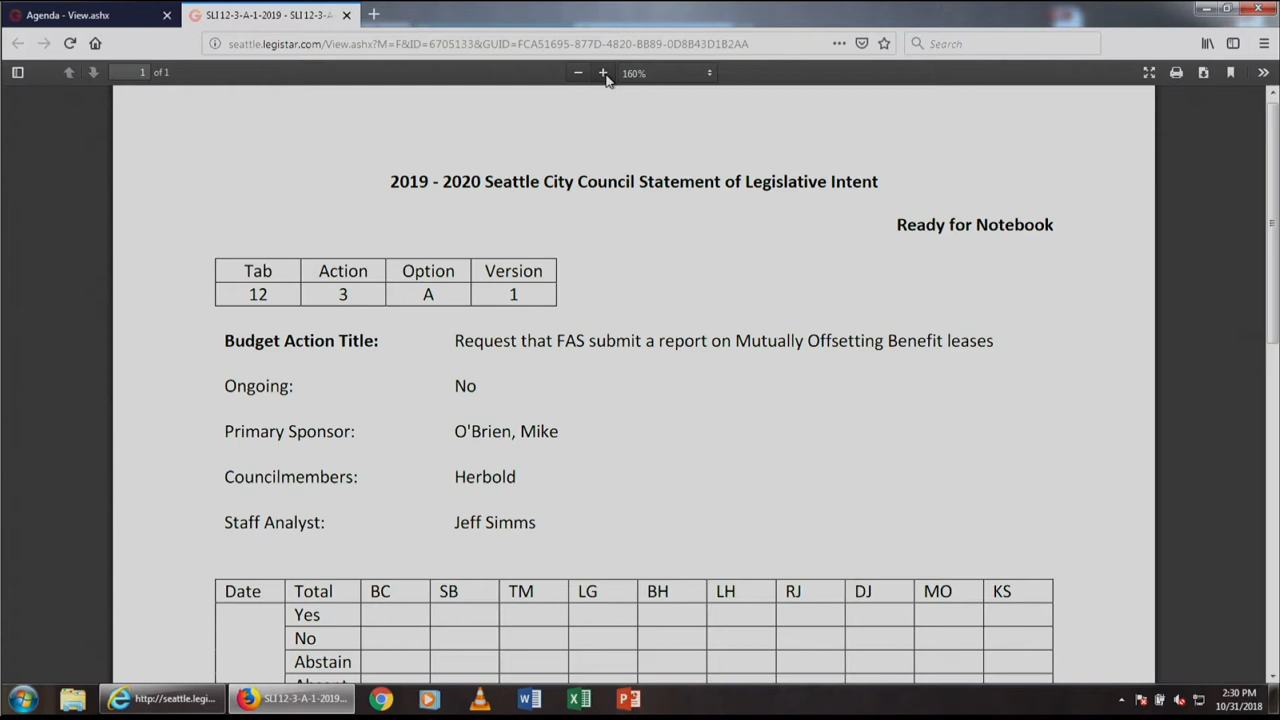 Agenda - View.ashx
SLI 12-3-A-1-2019 - SLI 12-3-A-
seattle.legistar.com/View.ashx?M=F&ID=6705133&GUID=FCA51695-877D-4820-BB89-0D8B43D1B2AA
Search
1 of 1
160%
2019 - 2020 Seattle City Council Statement of Legislative Intent
Ready for Notebook
Tab Action Option Version
12 3 A 1
Budget Action Title: Request that FAS submit a report on Mutually Offsetting Benefit leases
Ongoing: No
Primary Sponsor: O'Brien, Mike
Councilmembers: Herbold
Staff Analyst: Jeff Simms
Date Total BC SB TM LG BH LH RJ DJ MO KS
Yes
No
Abstain
http://seattle.legi...
SLI 12-3-A-1-2019...
2:30 PM
10/31/2018